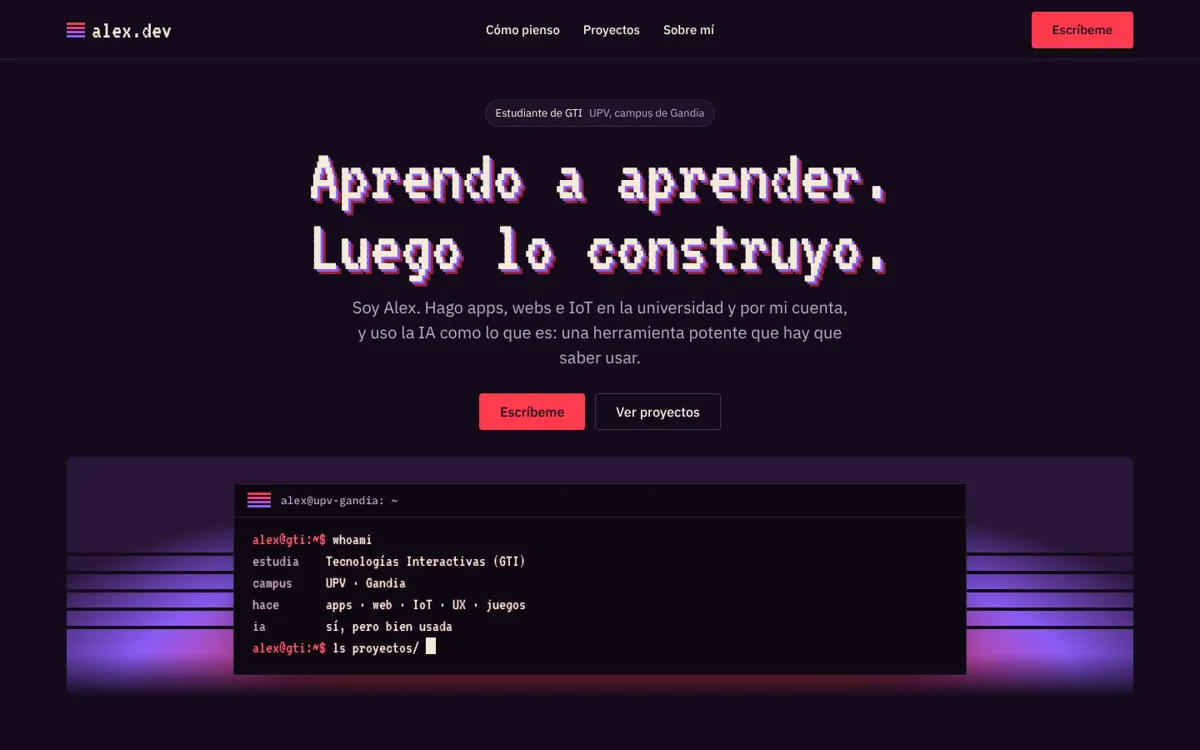 alex.dev
Cómo pienso
Proyectos
Sobre mí
Escríbeme
Estudiante de GTI UPV, campus de Gandia
Aprendo a aprender.
Luego lo construyo.
Soy Alex. Hago apps, webs e IoT en la universidad y por mi cuenta,
y uso la IA como lo que es: una herramienta potente que hay que
saber usar.
Escríbeme
Ver proyectos
alex@upv-gandia: ~
alex@gti:~$ whoami
estudia Tecnologías Interactivas (GTI)
campus UPV · Gandia
hace apps · web · IoT · UX · juegos
ia sí, pero bien usada
alex@gti:~$ ls proyectos/